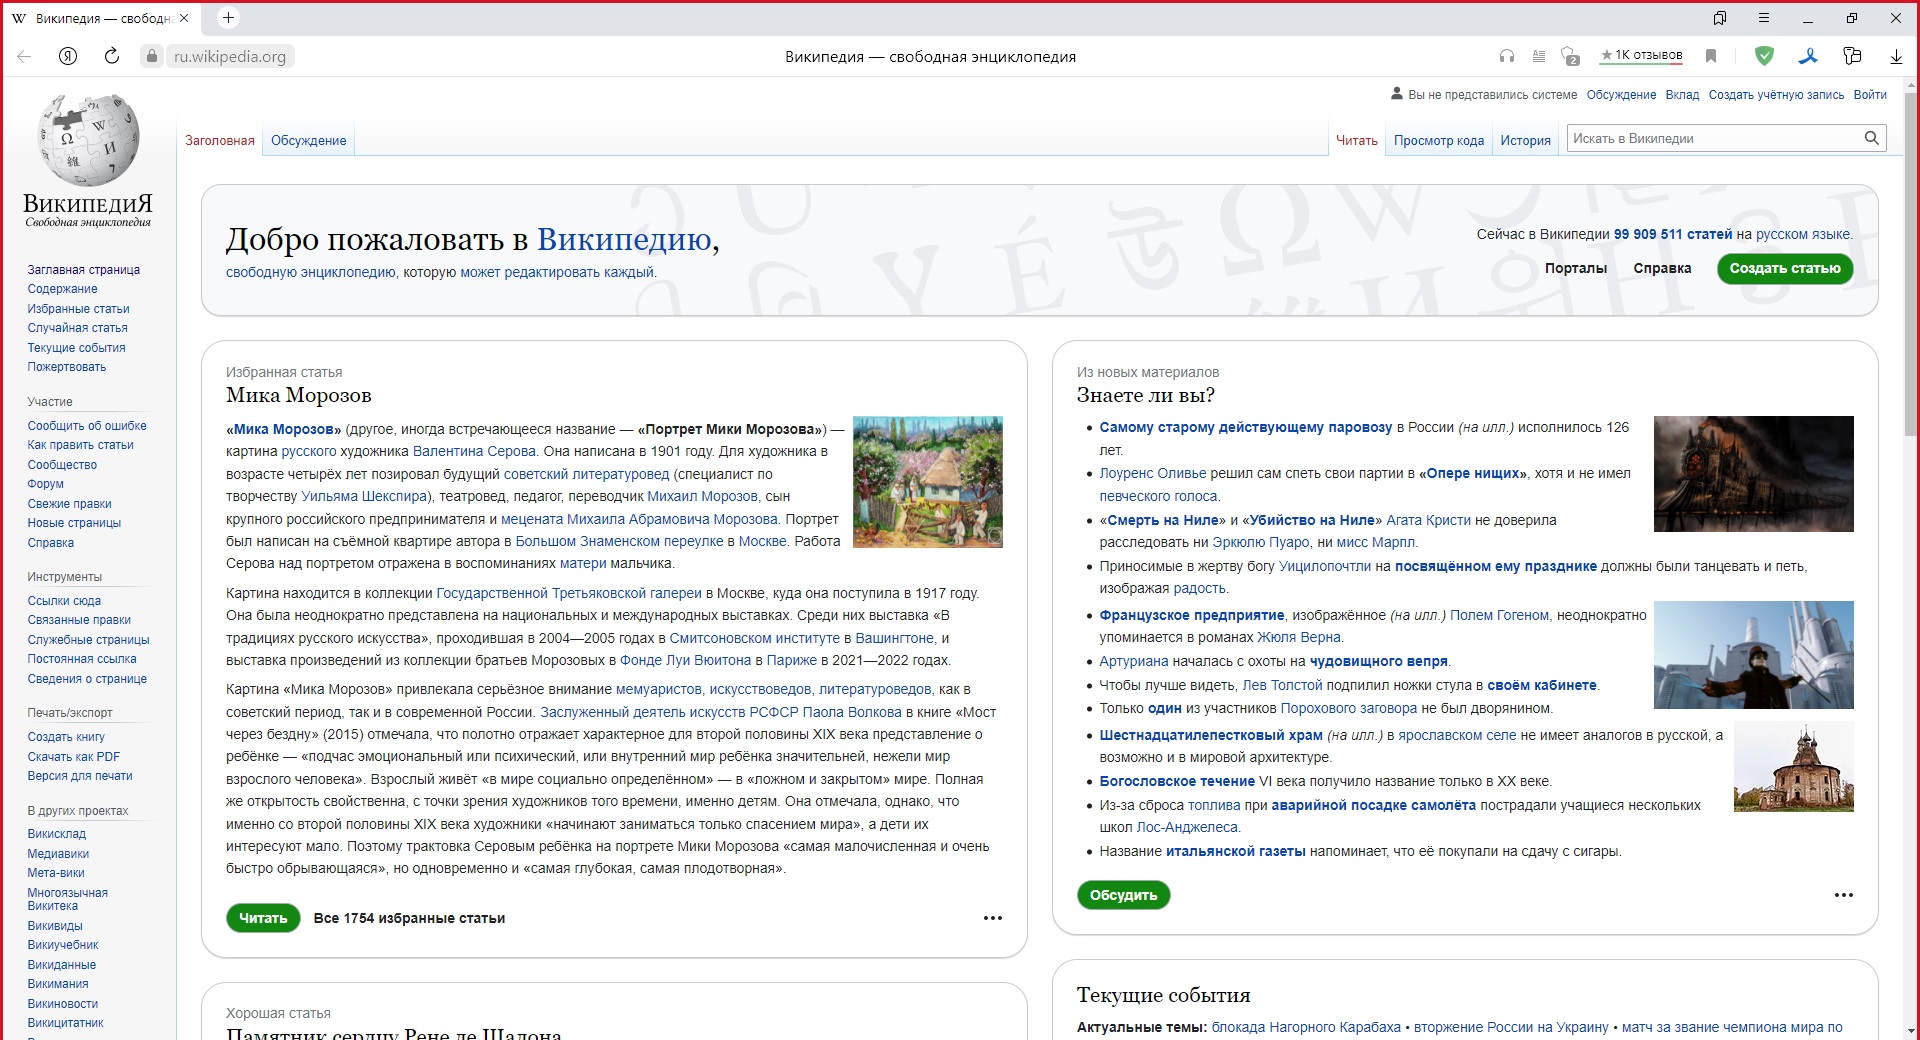 Википедия — свободн
ru.wikipedia.org
Википедия — свободная энциклопедия
2
1К отзывов
Вы не представились системе Обсуждение Вклад Создать учётную запись Войти
Заголовная Обсуждение
Читать Просмотр кода История Искать в Википедии
ВикипедиЯ
Свободная энциклопедия
Заглавная страница
Содержание
Избранные статьи
Случайная статья
Текущие события
Пожертвовать
Участие
Сообщить об ошибке
Как править статьи
Сообщество
Форум
Свежие правки
Новые страницы
Справка
Инструменты
Ссылки сюда
Связанные правки
Служебные страницы
Постоянная ссылка
Сведения о странице
Печать/экспорт
Создать книгу
Скачать как PDF
Версия для печати
В других проектах
Викисклад
Медиавики
Мета-вики
Многоязычная
Викитека
Викивиды
Викиучебник
Викиданные
Викимания
Викиновости
Викицитатник
Добро пожаловать в Википедию,
свободную энциклопедию, которую может редактировать каждый.
Сейчас в Википедии 99 909 511 статей на русском языке.
Порталы Справка Создать статью
Избранная статья
Мика Морозов
«Мика Морозов» (другое, иногда встречающееся название — «Портрет Мики Морозова») —
картина русского художника Валентина Серова. Она написана в 1901 году. Для художника в
возрасте четырёх лет позировал будущий советский литературовед (специалист по
творчеству Уильяма Шекспира), театровед, педагог, переводчик Михаил Морозов, сын
крупного российского предпринимателя и мецената Михаила Абрамовича Морозова. Портрет
был написан на съёмной квартире автора в Большом Знаменском переулке в Москве. Работа
Серова над портретом отражена в воспоминаниях матери мальчика.
Картина находится в коллекции Государственной Третьяковской галереи в Москве, куда она поступила в 1917 году.
Она была неоднократно представлена на национальных и международных выставках. Среди них выставка «В
традициях русского искусства», проходившая в 2004—2005 годах в Смитсоновском институте в Вашингтоне, и
выставка произведений из коллекции братьев Морозовых в Фонде Луи Вюитона в Париже в 2021—2022 годах.
Картина «Мика Морозов» привлекала серьёзное внимание мемуаристов, искусствоведов, литературоведов, как в
советский период, так и в современной России. Заслуженный деятель искусств РСФСР Паола Волкова в книге «Мост
через бездну» (2015) отмечала, что полотно отражает характерное для второй половины XIX века представление о
ребёнке — «подчас эмоциональный или психический, или внутренний мир ребёнка значительней, нежели мир
взрослого человека». Взрослый живёт «в мире социально определённом» — в «ложном и закрытом» мире. Полная
же открытость свойственна, с точки зрения художников того времени, именно детям. Она отмечала, однако, что
именно со второй половины XIX века художники «начинают заниматься только спасением мира», а дети их
интересуют мало. Поэтому трактовка Серовым ребёнка на портрете Мики Морозова «самая малочисленная и очень
быстро обрывающаяся», но одновременно и «самая глубокая, самая плодотворная».
Читать Все 1754 избранные статьи
Хорошая статья
Памятник сердцу Рене де Шалона
Из новых материалов
Знаете ли вы?
Самому старому действующему паровозу в России (на илл.) исполнилось 126
лет.
Лоуренс Оливье решил сам спеть свои партии в «Опере нищих», хотя и не имел
певческого голоса.
«Смерть на Ниле» и «Убийство на Ниле» Агата Кристи не доверила
расследовать ни Эркюлю Пуаро, ни мисс Марпл.
Приносимые в жертву богу Уицилопочтли на посвящённом ему празднике должны были танцевать и петь,
изображая радость.
Французское предприятие, изображённое (на илл.) Полем Гогеном, неоднократно
упоминается в романах Жюля Верна.
Артуриана началась с охоты на чудовищного вепря.
Чтобы лучше видеть, Лев Толстой подпилил ножки стула в своём кабинете.
Только один из участников Порохового заговора не был дворянином.
Шестнадцатилепестковый храм (на илл.) в ярославском селе не имеет аналогов в русской, а
возможно и в мировой архитектуре.
Богословское течение VI века получило название только в XX веке.
Из-за сброса топлива при аварийной посадке самолёта пострадали учащиеся нескольких
школ Лос-Анджелеса.
Название итальянской газеты напоминает, что её покупали на сдачу с сигары.
Обсудить
Текущие события
Актуальные темы: блокада Нагорного Карабаха • вторжение России на Украину • матч за звание чемпиона мира по